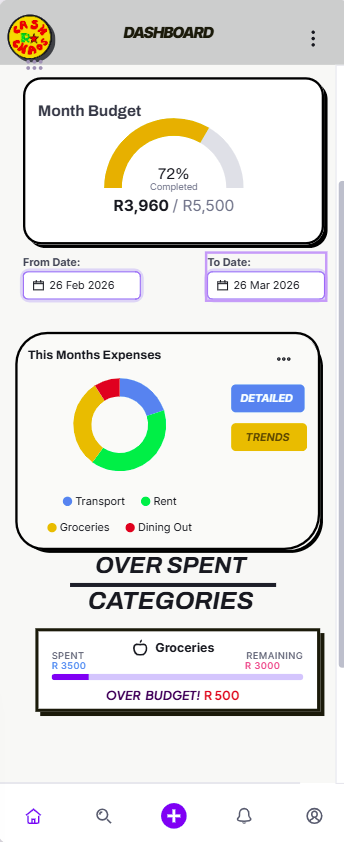 CASH
R
CHAOS
DASHBOARD
Month Budget
72%
Completed
R3,960 / R5,500
From Date:
To Date:
26 Feb 2026
26 Mar 2026
This Months Expenses
DETAILED
TRENDS
Transport
Rent
Groceries
Dining Out
OVER SPENT
CATEGORIES
Groceries
SPENT
REMAINING
R 3500
R 3000
OVER BUDGET! R 500